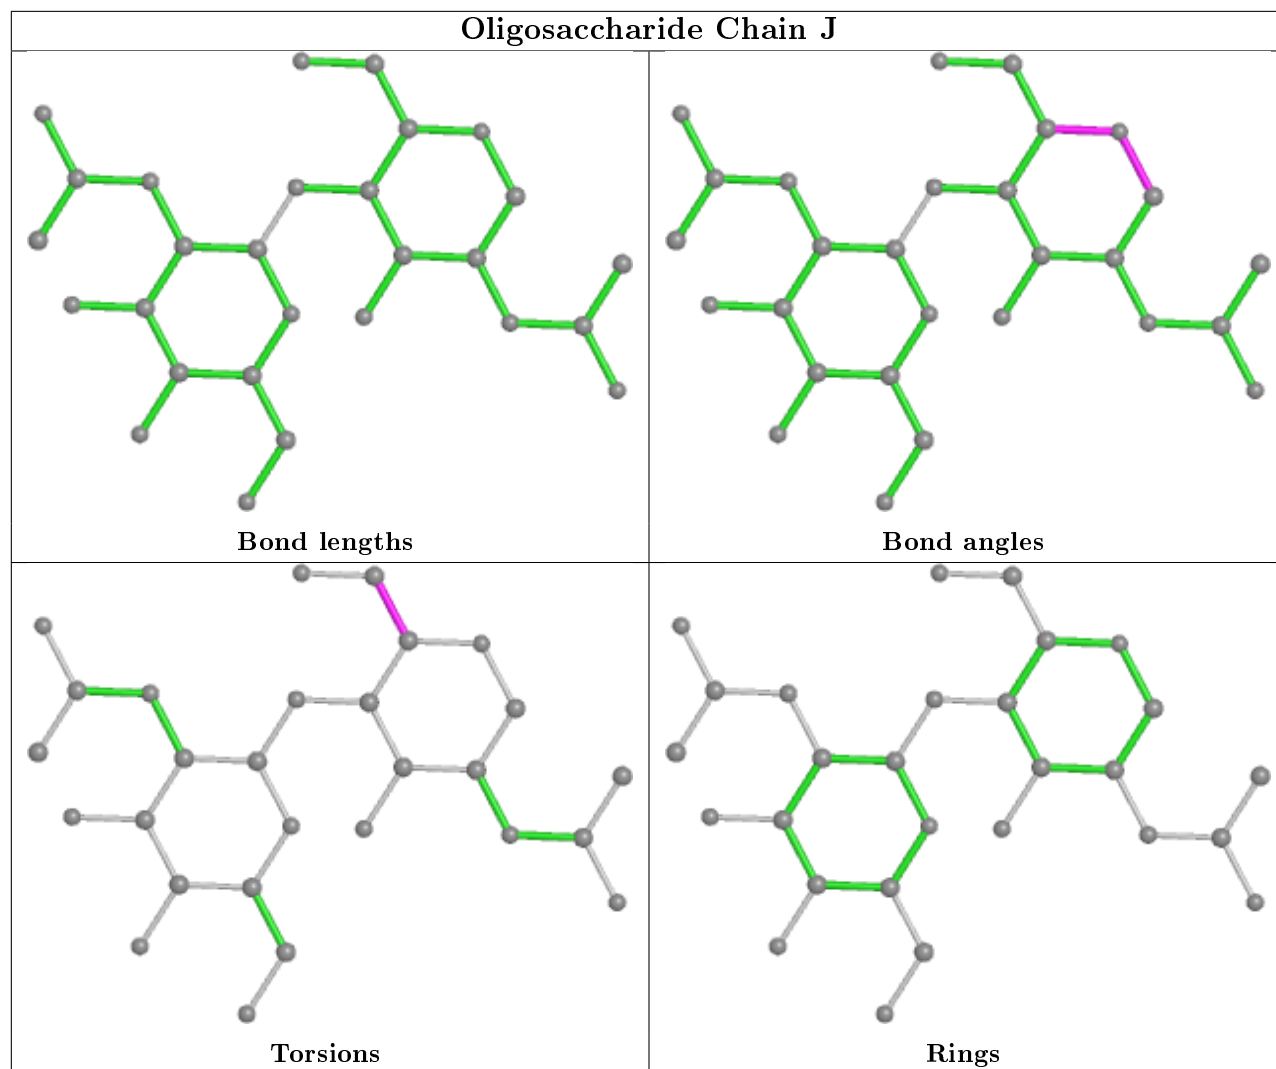 Oligosaccharide Chain J
Bond lengths
Bond angles
Torsions
Rings